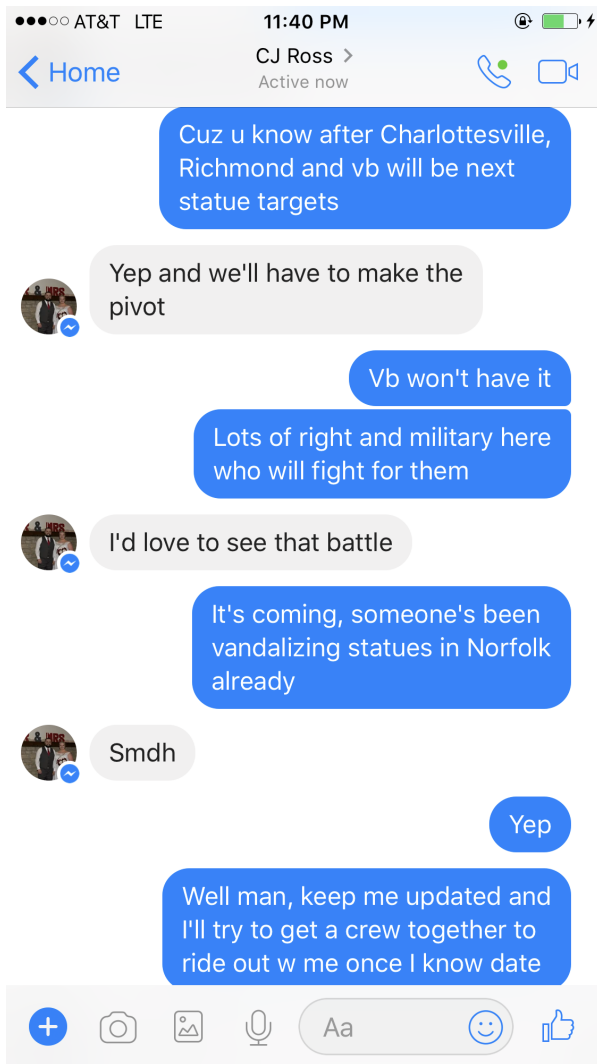 AT&T LTE 11:40 PM
Home
CJ Ross
Active now
Cuz u know after Charlottesville,
Richmond and vb will be next
statue targets
Yep and we'll have to make the
pivot
Vb won't have it
Lots of right and military here
who will fight for them
I'd love to see that battle
It's coming, someone's been
vandalizing statues in Norfolk
already
Smdh
Yep
Well man, keep me updated and
I'll try to get a crew together to
ride out w me once I know date
Aa